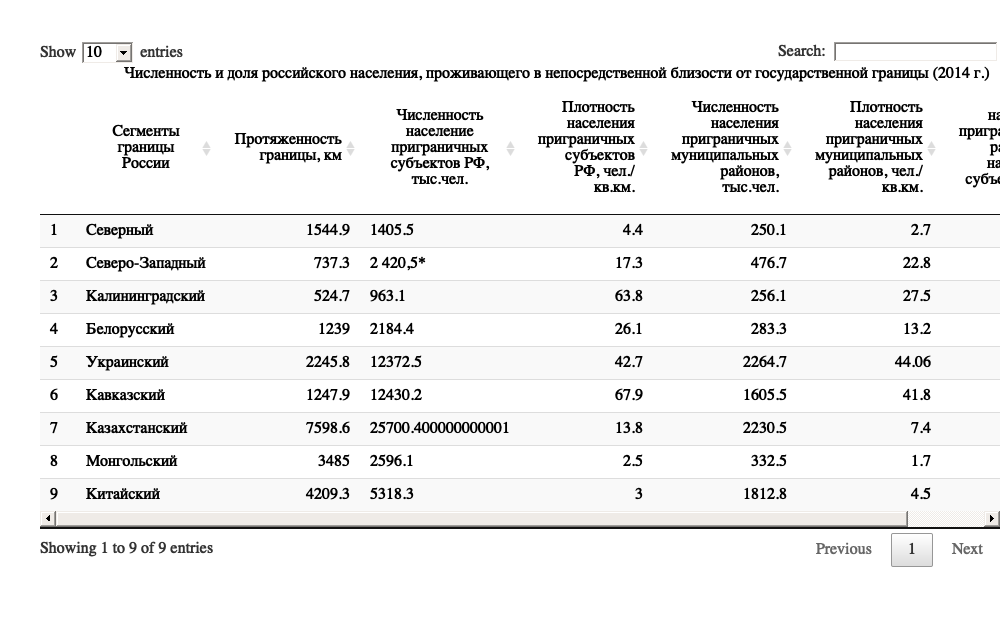 Show 10 entries Search:
Численность и доля российского населения, проживающего в непосредственной близости от государственной границы (2014 г.)
Сегменты границы России
Протяженность границы, км
Численность население приграничных субъектов РФ, тыс.чел.
Плотность населения приграничных субъектов РФ, чел./ кв.км.
Численность населения приграничных муниципальных районов, тыс.чел.
Плотность населения приграничных муниципальных районов, чел./ кв.км.
1 Северный 1544.9 1405.5 4.4 250.1 2.7
2 Северо-Западный 737.3 2 420,5* 17.3 476.7 22.8
3 Калининградский 524.7 963.1 63.8 256.1 27.5
4 Белорусский 1239 2184.4 26.1 283.3 13.2
5 Украинский 2245.8 12372.5 42.7 2264.7 44.06
6 Кавказский 1247.9 12430.2 67.9 1605.5 41.8
7 Казахстанский 7598.6 25700.400000000001 13.8 2230.5 7.4
8 Монгольский 3485 2596.1 2.5 332.5 1.7
9 Китайский 4209.3 5318.3 3 1812.8 4.5
Showing 1 to 9 of 9 entries Previous 1 Next